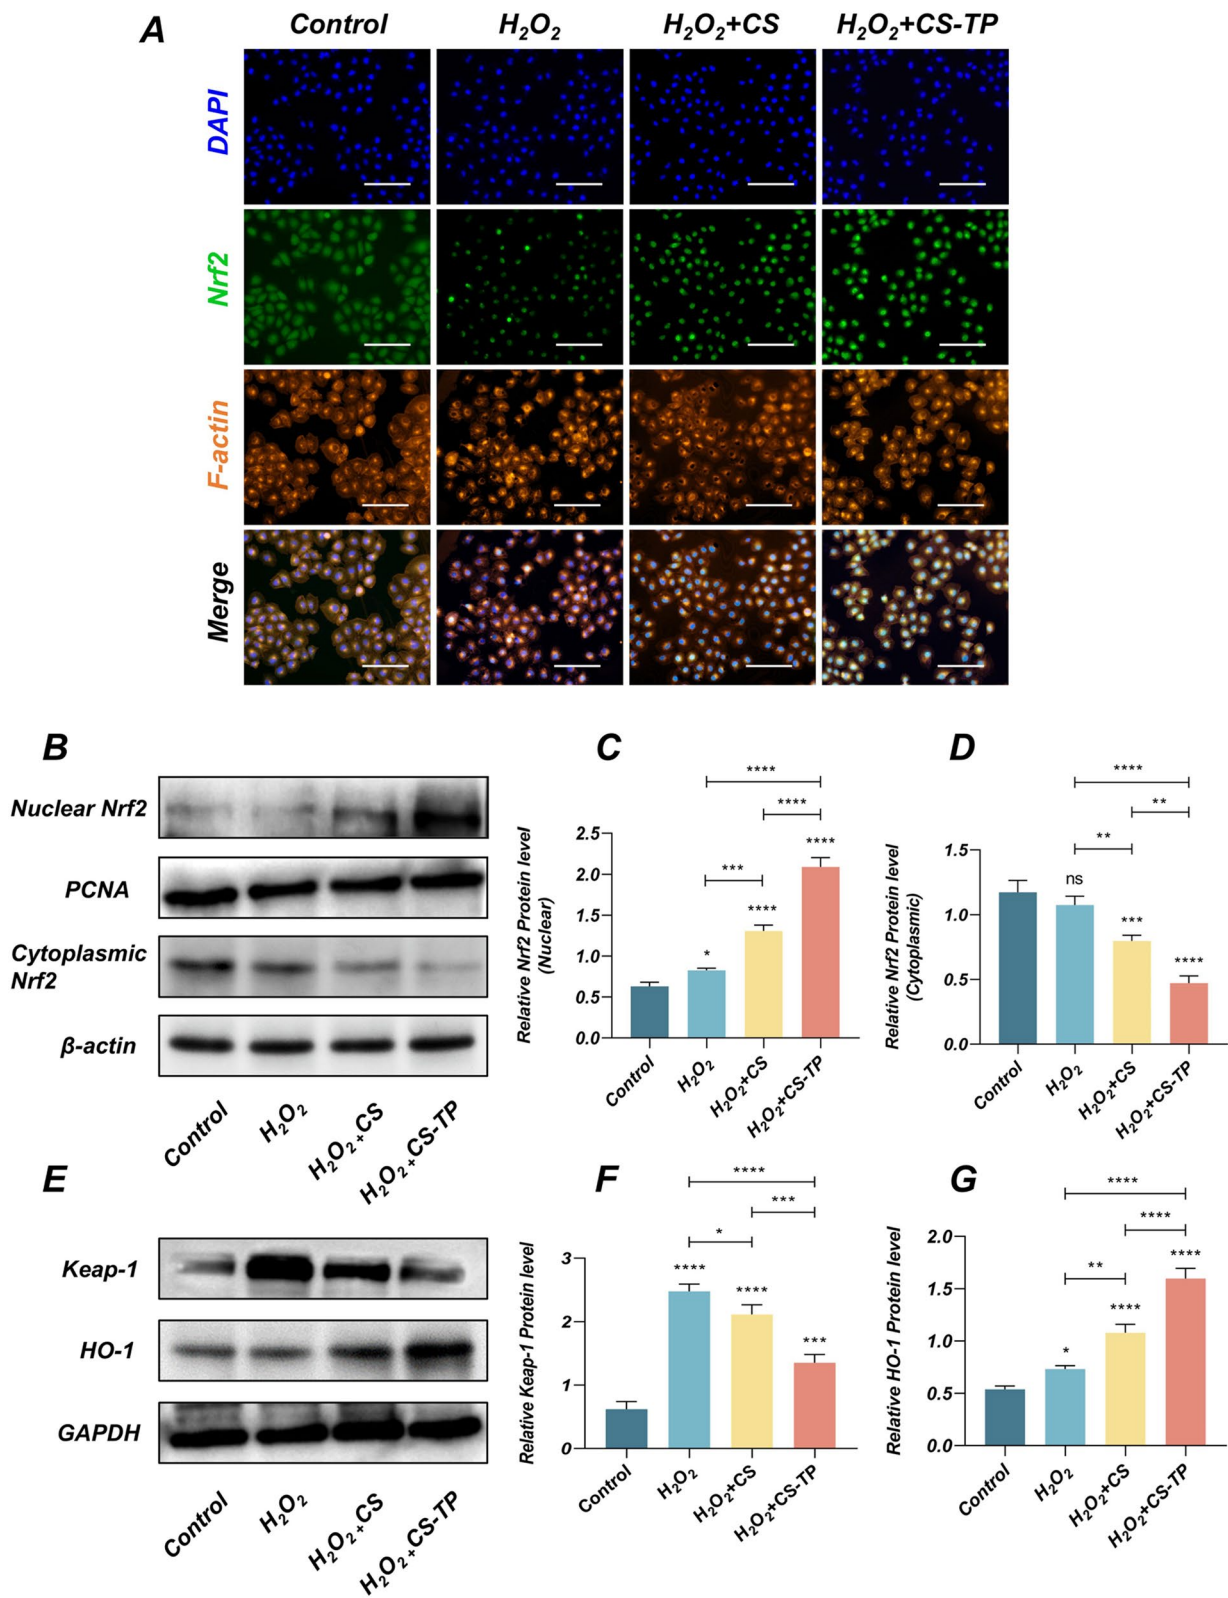 A
Control
H₂O₂
H₂O₂+CS
H₂O₂+CS-TP
DAPI
Nrf2
F-actin
Merge
B
Nuclear Nrf2
PCNA
Cytoplasmic
Nrf2
β-actin
Control
H₂O₂
H₂O₂+CS
H₂O₂+CS-TP
C
Relative Nrf2 Protein level
(Nuclear)
2.5
2.0
1.5
1.0
0.5
0.0
****
****
***
****
****
*
Control
H₂O₂
H₂O₂+CS
H₂O₂+CS-TP
D
Relative Nrf2 Protein level
(Cytoplasmic)
1.5
1.0
0.5
0.0
****
**
**
ns
***
****
Control
H₂O₂
H₂O₂+CS
H₂O₂+CS-TP
E
Keap-1
HO-1
GAPDH
Control
H₂O₂
H₂O₂+CS
H₂O₂+CS-TP
F
Relative Keap-1 Protein level
3
2
1
0
****
***
*
****
****
***
Control
H₂O₂
H₂O₂+CS
H₂O₂+CS-TP
G
Relative HO-1 Protein level
2.0
1.5
1.0
0.5
0.0
****
****
**
****
****
*
Control
H₂O₂
H₂O₂+CS
H₂O₂+CS-TP